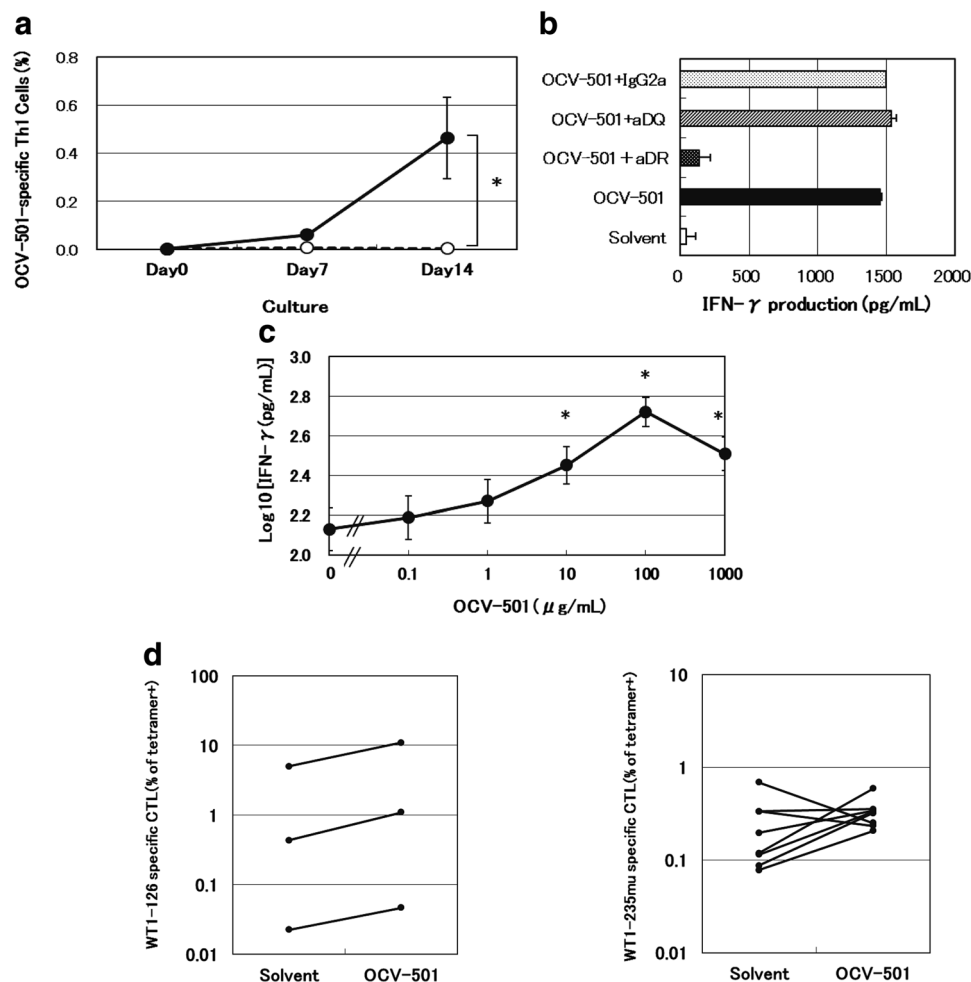 a
OCV-501-specific Th1 Cells (%)
0.8
0.6
0.4
0.2
0.0
*
Day0 Day7 Day14
Culture
b
OCV-501+IgG2a
OCV-501+aDQ
OCV-501+aDR
OCV-501
Solvent
0 500 1000 1500 2000
IFN-γ production (pg/mL)
c
Log10 [IFN-γ (pg/mL)]
3.0
2.8
2.6
2.4
2.2
2.0
* * *
0 0.1 1 10 100 1000
OCV-501 (μg/mL)
d
WT1-126 specific CTL(% of tetramer+)
100
10
1
0.1
0.01
Solvent OCV-501
WT1-235mu specific CTL(% of tetramer+)
10
1
0.1
0.01
Solvent OCV-501